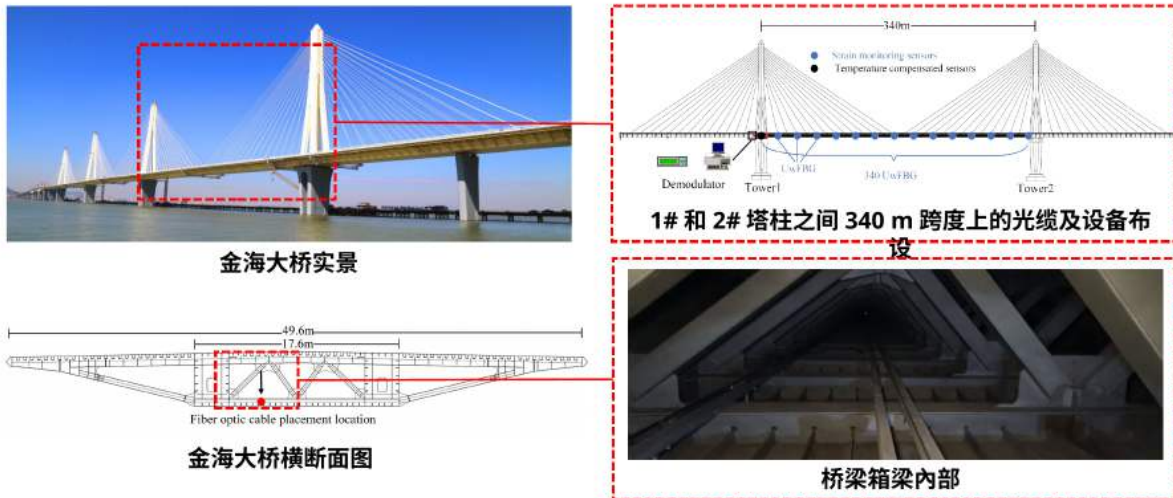 340m
Strain monitoring sensors
Temperature compensated sensors
UwFBG
340 UwFBG
Demodulator
Tower1
Tower2
1# 和 2# 塔柱之间 340 m 跨度上的光缆及设备布
设
金海大桥实景
49.6m
17.6m
Fiber optic cable placement location
金海大桥横断面图
桥梁箱梁内部